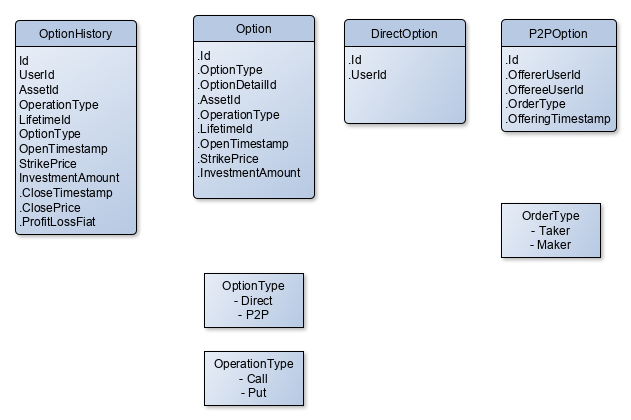 OptionHistory
Id
UserId
AssetId
OperationType
LifetimeId
OptionType
OpenTimestamp
StrikePrice
InvestmentAmount
.CloseTimestamp
.ClosePrice
.ProfitLossFiat
Option
.Id
.OptionType
.OptionDetailId
.AssetId
.OperationType
.LifetimeId
.OpenTimestamp
.StrikePrice
.InvestmentAmount
DirectOption
.Id
.UserId
P2POption
.Id
.OffererUserId
.OffereeUserId
.OrderType
.OfferingTimestamp
OrderType
- Taker
- Maker
OptionType
- Direct
- P2P
OperationType
- Call
- Put